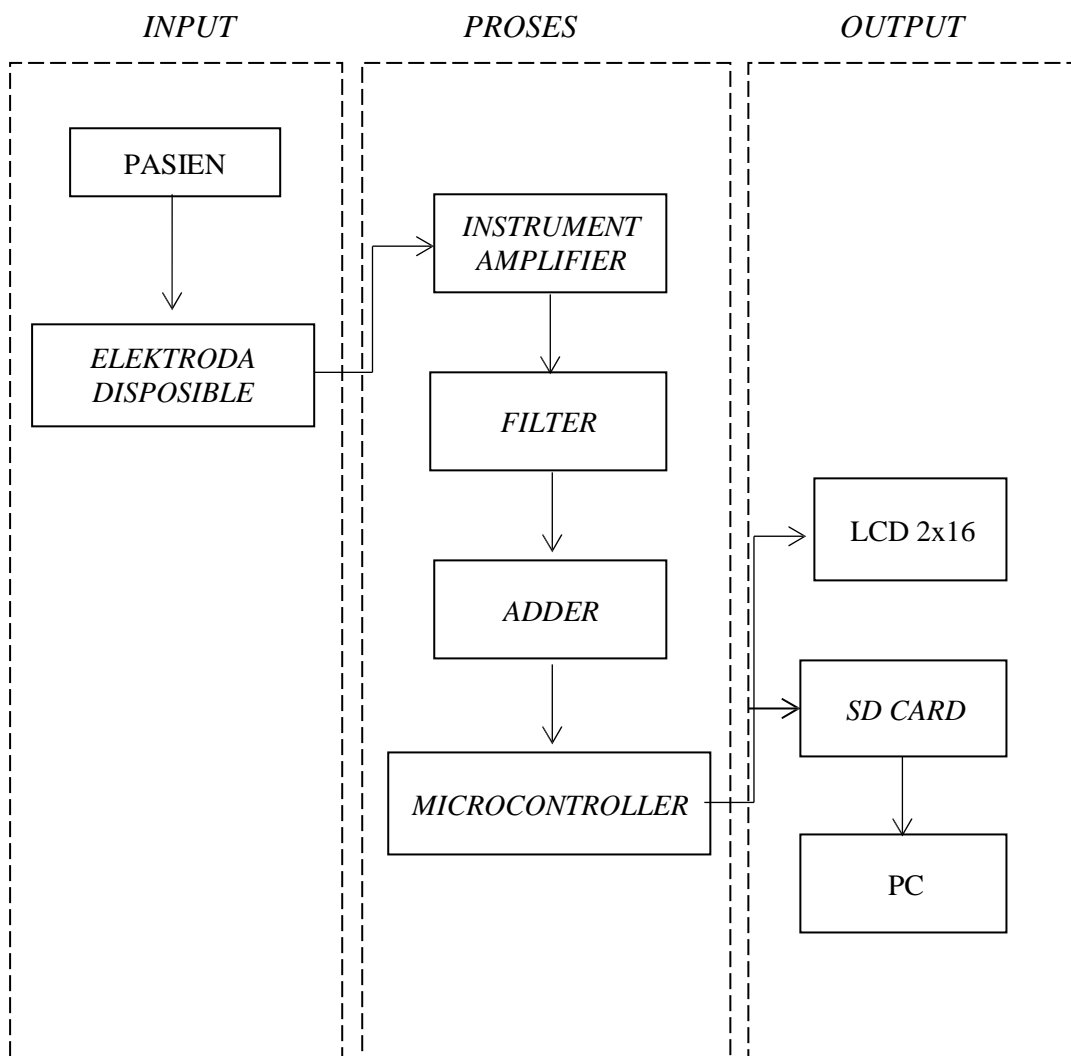 INPUT
PROSES
OUTPUT
PASIEN
ELEKTRODA
DISPOSIBLE
INSTRUMENT
AMPLIFIER
FILTER
ADDER
MICROCONTROLLER
LCD 2x16
SD CARD
PC